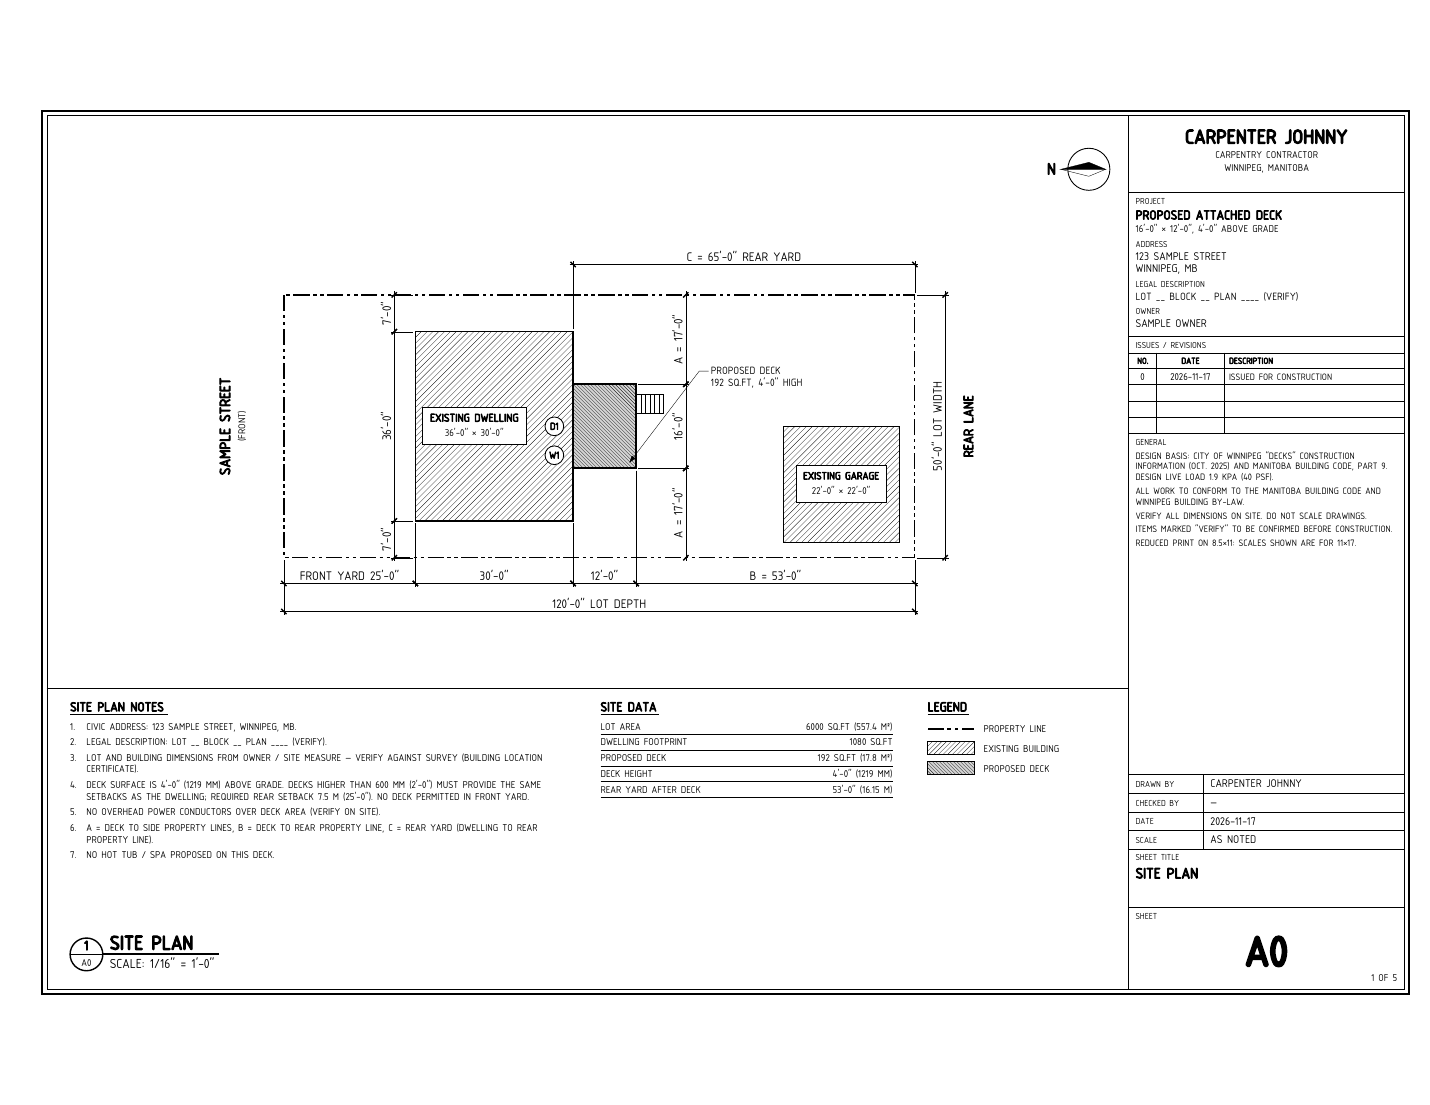 CARPENTER JOHNNY
CARPENTRY CONTRACTOR
WINNIPEG, MANITOBA
PROJECT
PROPOSED ATTACHED DECK
16'-0" × 12'-0", 4'-0" ABOVE GRADE
ADDRESS
123 SAMPLE STREET
WINNIPEG, MB
LEGAL DESCRIPTION
LOT __ BLOCK __ PLAN ____ (VERIFY)
OWNER
SAMPLE OWNER
ISSUES / REVISIONS
NO. DATE DESCRIPTION
0 2026-11-17 ISSUED FOR CONSTRUCTION
GENERAL
DESIGN BASIS: CITY OF WINNIPEG "DECKS" CONSTRUCTION
INFORMATION (OCT. 2025) AND MANITOBA BUILDING CODE, PART 9.
DESIGN LIVE LOAD 1.9 KPA (40 PSF).
ALL WORK TO CONFORM TO THE MANITOBA BUILDING CODE AND
WINNIPEG BUILDING BY-LAW.
VERIFY ALL DIMENSIONS ON SITE. DO NOT SCALE DRAWINGS.
ITEMS MARKED "VERIFY" TO BE CONFIRMED BEFORE CONSTRUCTION.
REDUCED PRINT ON 8.5×11: SCALES SHOWN ARE FOR 11×17.
DRAWN BY CARPENTER JOHNNY
CHECKED BY –
DATE 2026-11-17
SCALE AS NOTED
SHEET TITLE
SITE PLAN
SHEET
A0
1 OF 5
N
C = 65'-0" REAR YARD
7'-0"
36'-0"
7'-0"
A = 17'-0"
16'-0"
A = 17'-0"
PROPOSED DECK
192 SQ.FT, 4'-0" HIGH
SAMPLE STREET
(FRONT)
EXISTING DWELLING
36'-0" × 30'-0"
D1
W1
EXISTING GARAGE
22'-0" × 22'-0"
50'-0" LOT WIDTH
REAR LANE
FRONT YARD 25'-0"
30'-0"
12'-0"
B = 53'-0"
120'-0" LOT DEPTH
SITE PLAN NOTES
1. CIVIC ADDRESS: 123 SAMPLE STREET, WINNIPEG, MB.
2. LEGAL DESCRIPTION: LOT __ BLOCK __ PLAN ____ (VERIFY).
3. LOT AND BUILDING DIMENSIONS FROM OWNER / SITE MEASURE – VERIFY AGAINST SURVEY (BUILDING LOCATION
CERTIFICATE).
4. DECK SURFACE IS 4'-0" (1219 MM) ABOVE GRADE. DECKS HIGHER THAN 600 MM (2'-0") MUST PROVIDE THE SAME
SETBACKS AS THE DWELLING; REQUIRED REAR SETBACK 7.5 M (25'-0"). NO DECK PERMITTED IN FRONT YARD.
5. NO OVERHEAD POWER CONDUCTORS OVER DECK AREA (VERIFY ON SITE).
6. A = DECK TO SIDE PROPERTY LINES, B = DECK TO REAR PROPERTY LINE, C = REAR YARD (DWELLING TO REAR
PROPERTY LINE).
7. NO HOT TUB / SPA PROPOSED ON THIS DECK.
SITE DATA
LOT AREA 6000 SQ.FT (557.4 M²)
DWELLING FOOTPRINT 1080 SQ.FT
PROPOSED DECK 192 SQ.FT (17.8 M²)
DECK HEIGHT 4'-0" (1219 MM)
REAR YARD AFTER DECK 53'-0" (16.15 M)
LEGEND
PROPERTY LINE
EXISTING BUILDING
PROPOSED DECK
1
A0
SITE PLAN
SCALE: 1/16" = 1'-0"